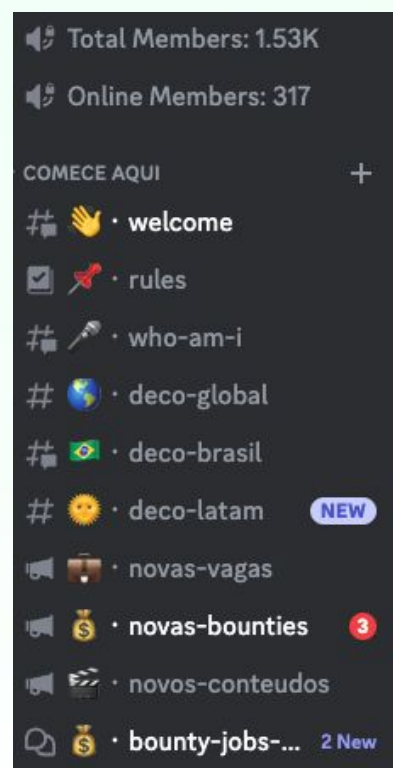 Total Members: 1.53K
Online Members: 317
COMECE AQUI
welcome
rules
who-am-i
deco-global
deco-brasil
deco-latam NEW
novas-vagas
novas-bounties 3
novos-conteudos
bounty-jobs-... 2 New